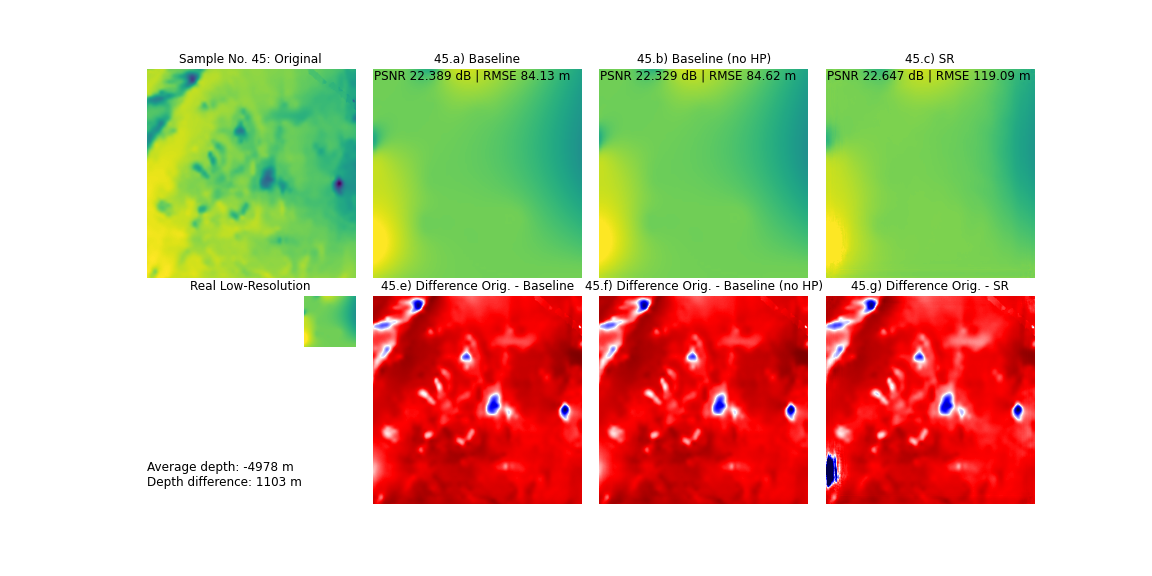 Sample No. 45: Original
45.a) Baseline
45.b) Baseline (no HP)
45.c) SR
PSNR 22.389 dB | RMSE 84.13 m
PSNR 22.329 dB | RMSE 84.62 m
PSNR 22.647 dB | RMSE 119.09 m
Real Low-Resolution
45.e) Difference Orig. - Baseline
45.f) Difference Orig. - Baseline (no HP)
45.g) Difference Orig. - SR
Average depth: -4978 m
Depth difference: 1103 m